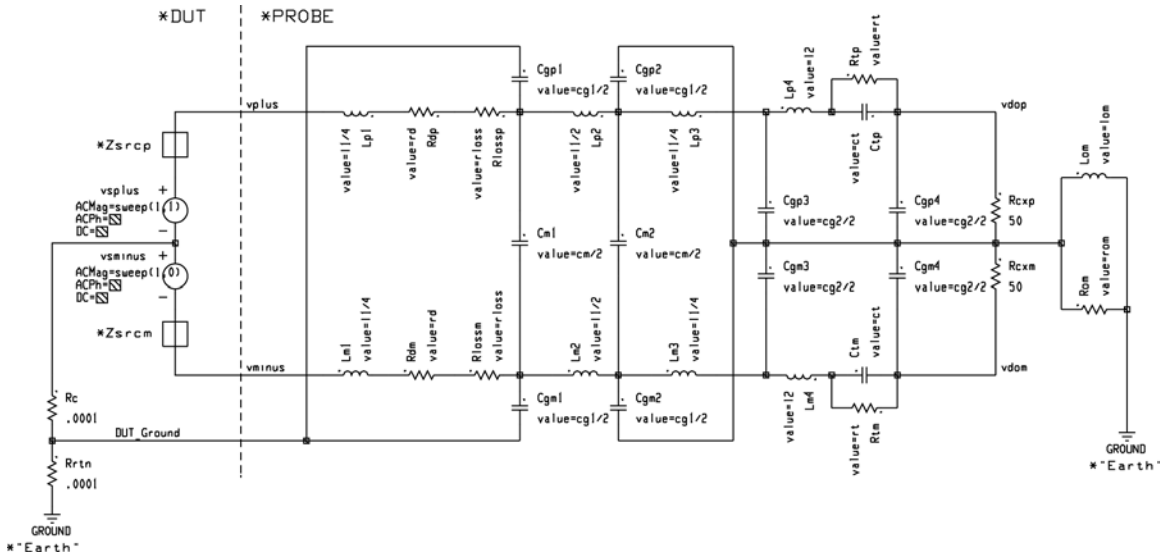 *DUT
*PROBE
Cgp1
value=cg1/2
Cgp2
value=cg1/2
Lp4
value=l2
Rtp
value=rt
vplus
Lp1
value=l1/4
Rdp
value=rd
Rlossp
value=rloss
Lp2
value=l1/2
Lp3
value=l1/4
Ctp
value=ct
vdop
*Zsrcp
vsplus
+
ACMag=sweep(1,1)
ACPh=
DC=
−
vsminus
+
ACMag=sweep(1,0)
ACPh=
DC=
−
*Zsrcm
Cm1
value=cm/2
Cm2
value=cm/2
Cgp3
value=cg2/2
Cgp4
value=cg2/2
Rcxp
50
Cgm3
value=cg2/2
Cgm4
value=cg2/2
Rcxm
50
Lom
value=lom
Rom
value=rom
vminus
Lm1
value=l1/4
Rdm
value=rd
Rlossm
value=rloss
Lm2
value=l1/2
Lm3
value=l1/4
Ctm
value=ct
vdom
Cgm1
value=cg1/2
Cgm2
value=cg1/2
Lm4
value=l2
Rtm
value=rt
Rc
.0001
DUT_Ground
Rrtn
.0001
GROUND
*"Earth"
GROUND
*"Earth"